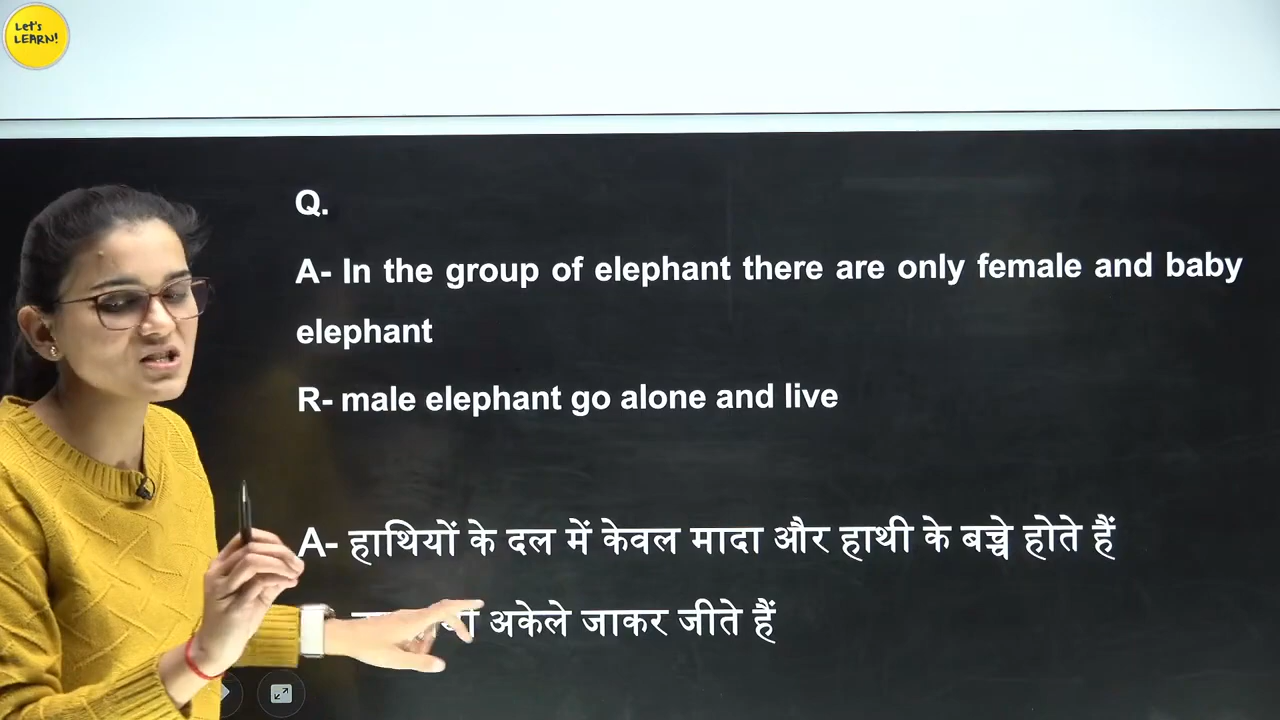 Let's
LEARN!
Q.
A- In the group of elephant there are only female and baby
elephant
R- male elephant go alone and live
A- हाथियों के दल में केवल मादा और हाथी के बच्चे होते हैं
अकेले जाकर जीते हैं